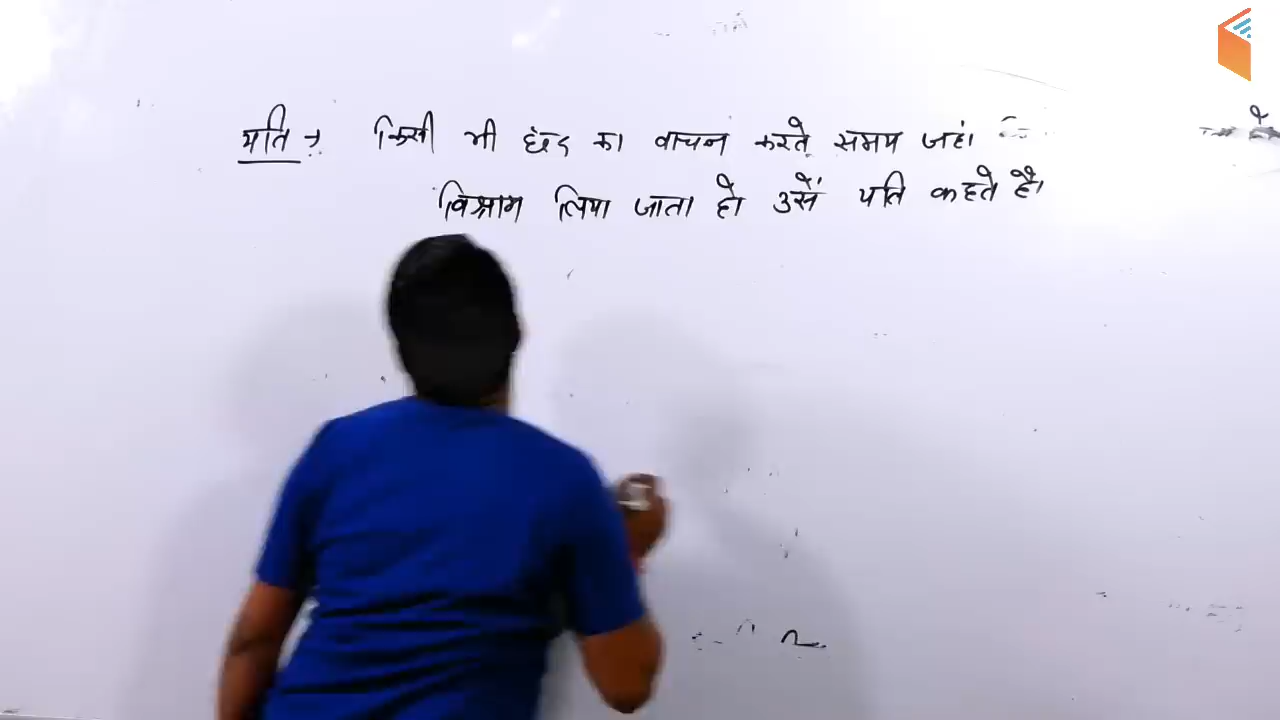 यति → किसी भी छंद का वाचन करते समय जहां
विश्राम लिया जाता हो उसें यति कहते है।